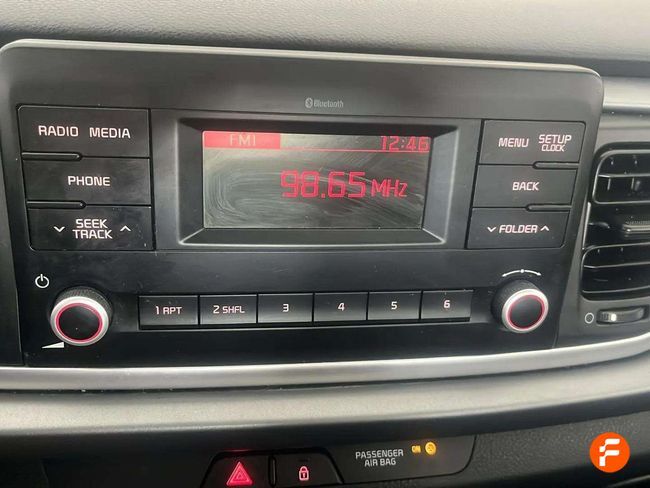 Bluetooth
RADIO MEDIA
FM1
12:46
MENU
SETUP
CLOCK
98.65 MHz
PHONE
BACK
SEEK
TRACK
FOLDER
1 RPT
2 SHFL
3
4
5
6
PASSENGER
AIR BAG
ON